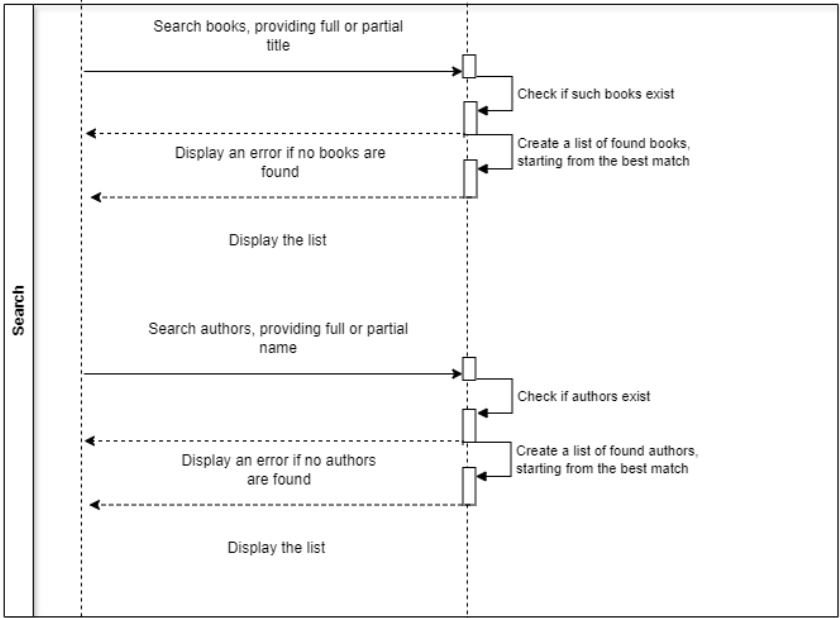 Search books, providing full or partial
title
Check if such books exist
Display an error if no books are
found
Create a list of found books,
starting from the best match
Display the list
Search
Search authors, providing full or partial
name
Check if authors exist
Display an error if no authors
are found
Create a list of found authors,
starting from the best match
Display the list